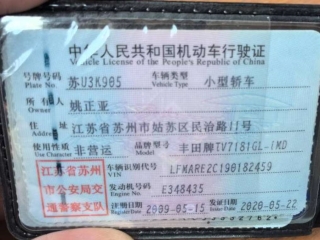 中华人民共和国机动车行驶证
Vehicle License of the People's Republic of China
号牌号码 苏U3K905 车辆类型 小型轿车
Plate No. Vehicle Type
所有人 姚正亚
Owner
住址 江苏省苏州市姑苏区民治路11号
Address
使用性质 非营运 品牌型号 丰田牌TV7181GL-IMD
Use Character Model
江苏省苏州
市公安局交
通警察支队
车辆识别代号 LFMARE2C190182459
VIN
发动机号码 E348435
Engine No.
注册日期 2009-05-15 发证日期 2020-05-22
Register Date Issue Date